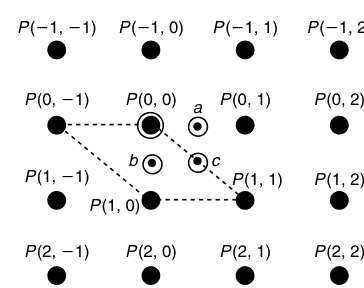 P(−1, −1) P(−1, 0) P(−1, 1) P(−1, 2
P(0, −1) P(0, 0) a P(0, 1) P(0, 2)
b c
P(1, −1) P(1, 0) P(1, 1) P(1, 2)
P(2, −1) P(2, 0) P(2, 1) P(2, 2)